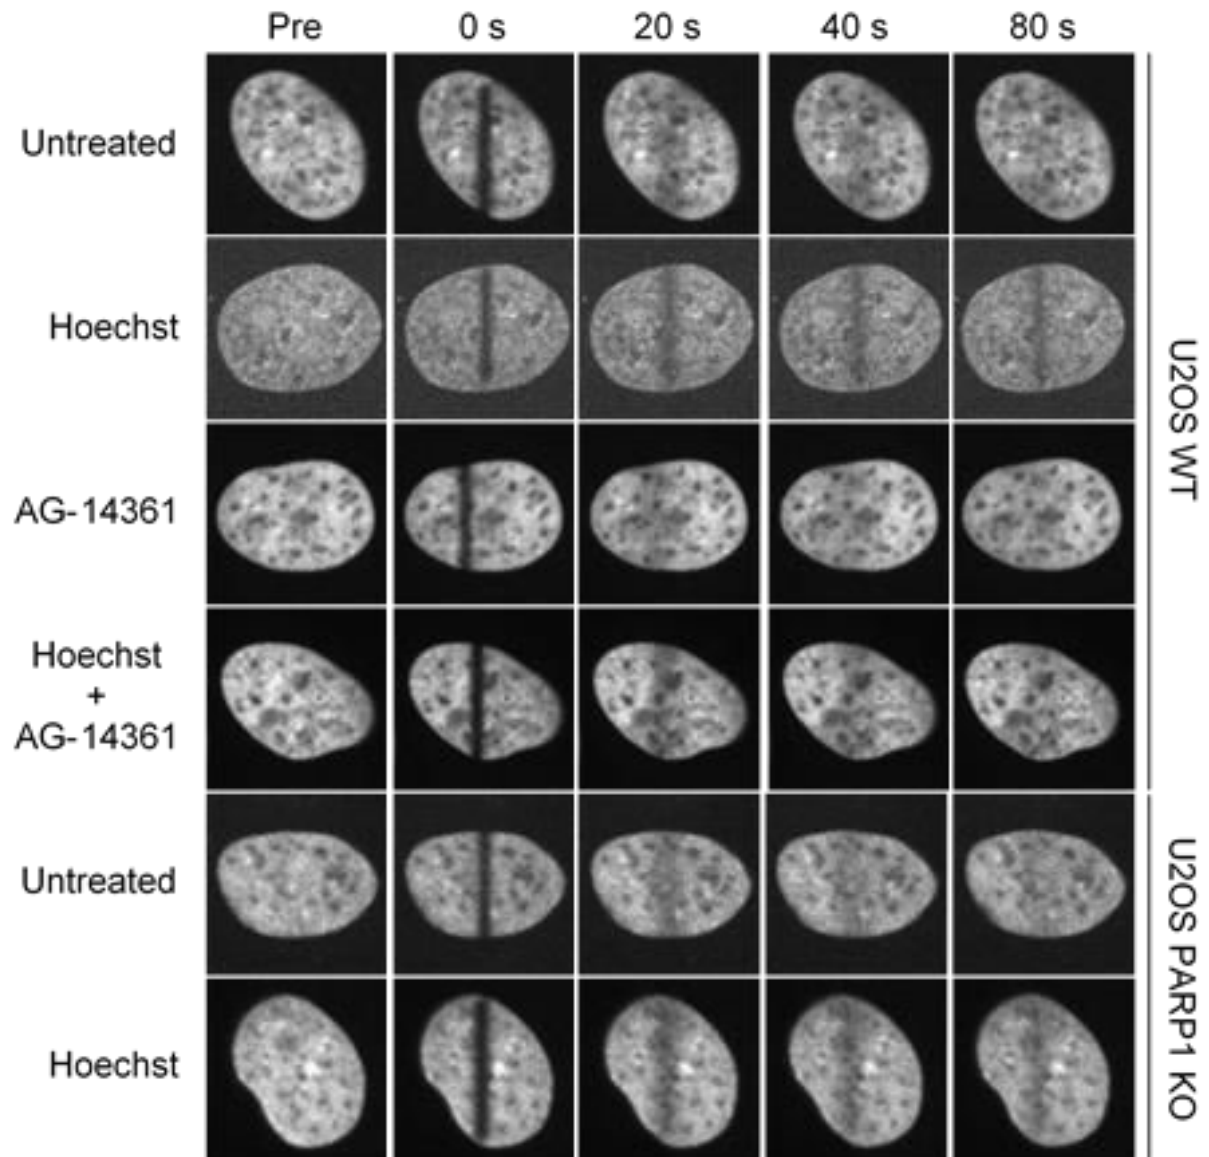 Pre 0 s 20 s 40 s 80 s
Untreated
Hoechst
AG-14361
Hoechst
+
AG-14361
Untreated
Hoechst
U2OS WT
U2OS PARP1 KO